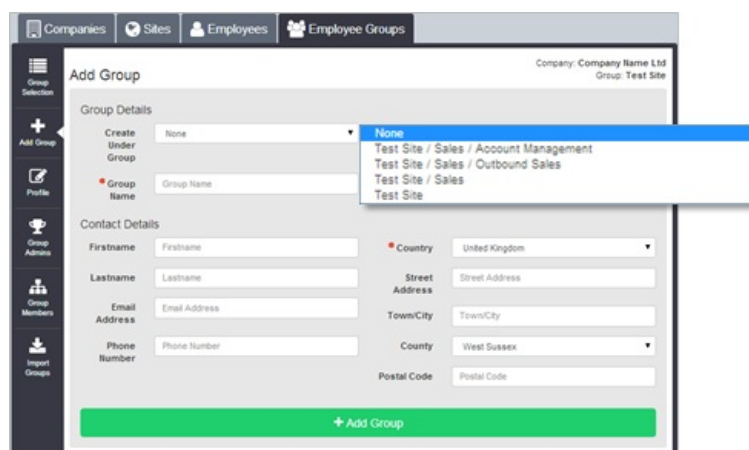 Companies
Sites
Employees
Employee Groups
Company: Company Name Ltd
Group: Test Site
Group
Selection
Add Group
Profile
Group
Admins
Group
Members
Import
Groups
Add Group
Group Details
Create
Under
Group
None
None
Test Site / Sales / Account Management
Test Site / Sales / Outbound Sales
Test Site / Sales
Test Site
* Group
Name
Group Name
Contact Details
Firstname
Firstname
Lastname
Lastname
Email
Address
Email Address
Phone
Number
Phone Number
* Country
United Kingdom
Street
Address
Street Address
Town/City
Town/City
County
West Sussex
Postal Code
Postal Code
+ Add Group